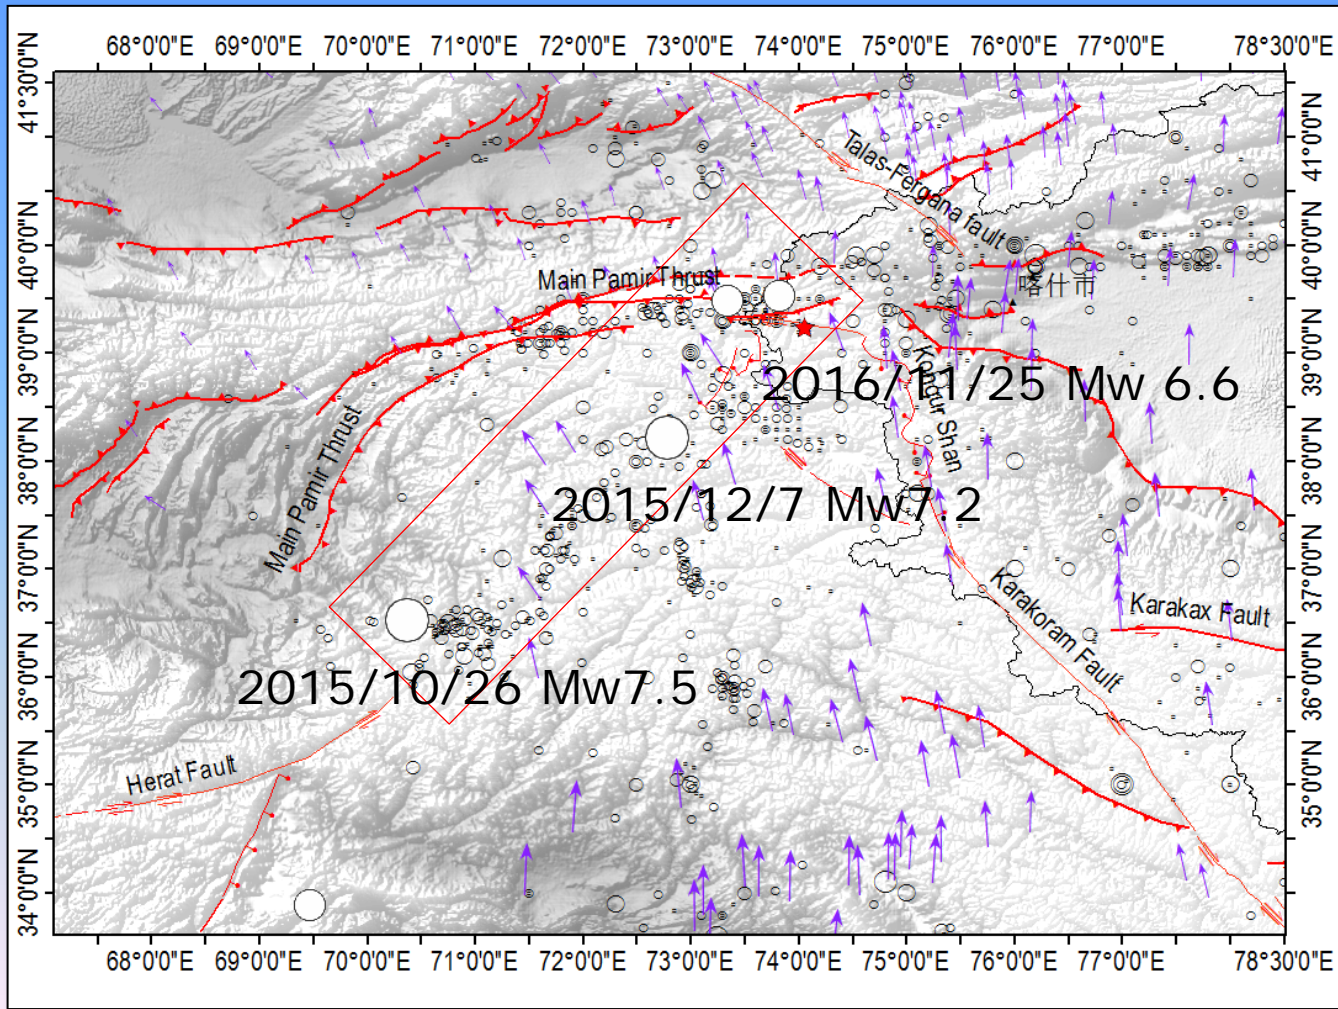 68°0'0"E 69°0'0"E 70°0'0"E 71°0'0"E 72°0'0"E 73°0'0"E 74°0'0"E 75°0'0"E 76°0'0"E 77°0'0"E 78°30'0"E
41°30'0"N
40°0'0"N
39°0'0"N
38°0'0"N
37°0'0"N
36°0'0"N
35°0'0"N
34°0'0"N
Talas-Fergana fault
Main Pamir Thrust
喀什市
2016/11/25 Mw 6.6
Kongur Shan
Main Pamir Thrust
2015/12/7 Mw7.2
Karakoram Fault
Karakax Fault
2015/10/26 Mw7.5
Herat Fault
41°0'0"N
40°0'0"N
39°0'0"N
38°0'0"N
37°0'0"N
36°0'0"N
35°0'0"N
34°0'0"N
68°0'0"E 69°0'0"E 70°0'0"E 71°0'0"E 72°0'0"E 73°0'0"E 74°0'0"E 75°0'0"E 76°0'0"E 77°0'0"E 78°30'0"E